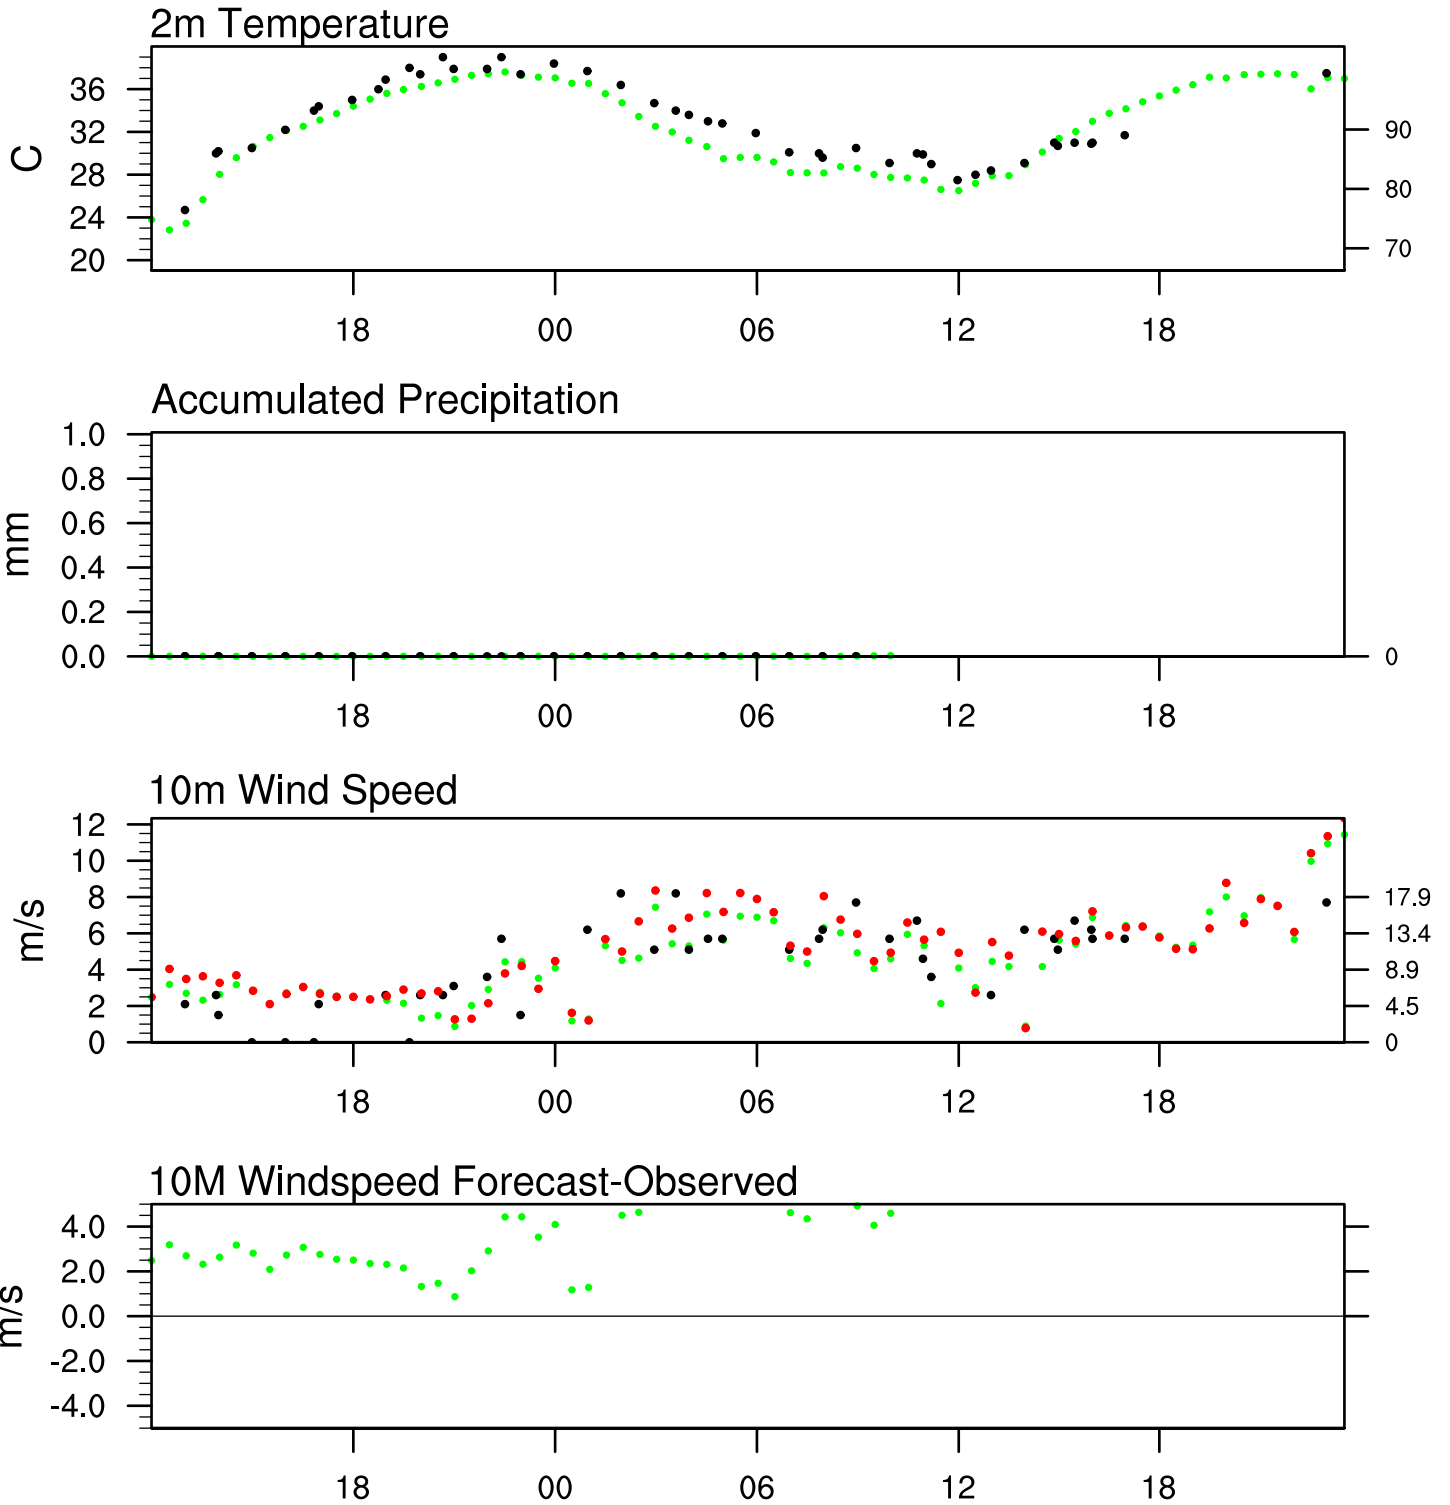 2m Temperature
C
36
32
28
24
20
90
80
70
18 00 06 12 18
Accumulated Precipitation
mm
1.0
0.8
0.6
0.4
0.2
0.0
0
18 00 06 12 18
10m Wind Speed
m/s
12
10
8
6
4
2
0
17.9
13.4
8.9
4.5
0
18 00 06 12 18
10M Windspeed Forecast-Observed
m/s
4.0
2.0
0.0
-2.0
-4.0
18 00 06 12 18